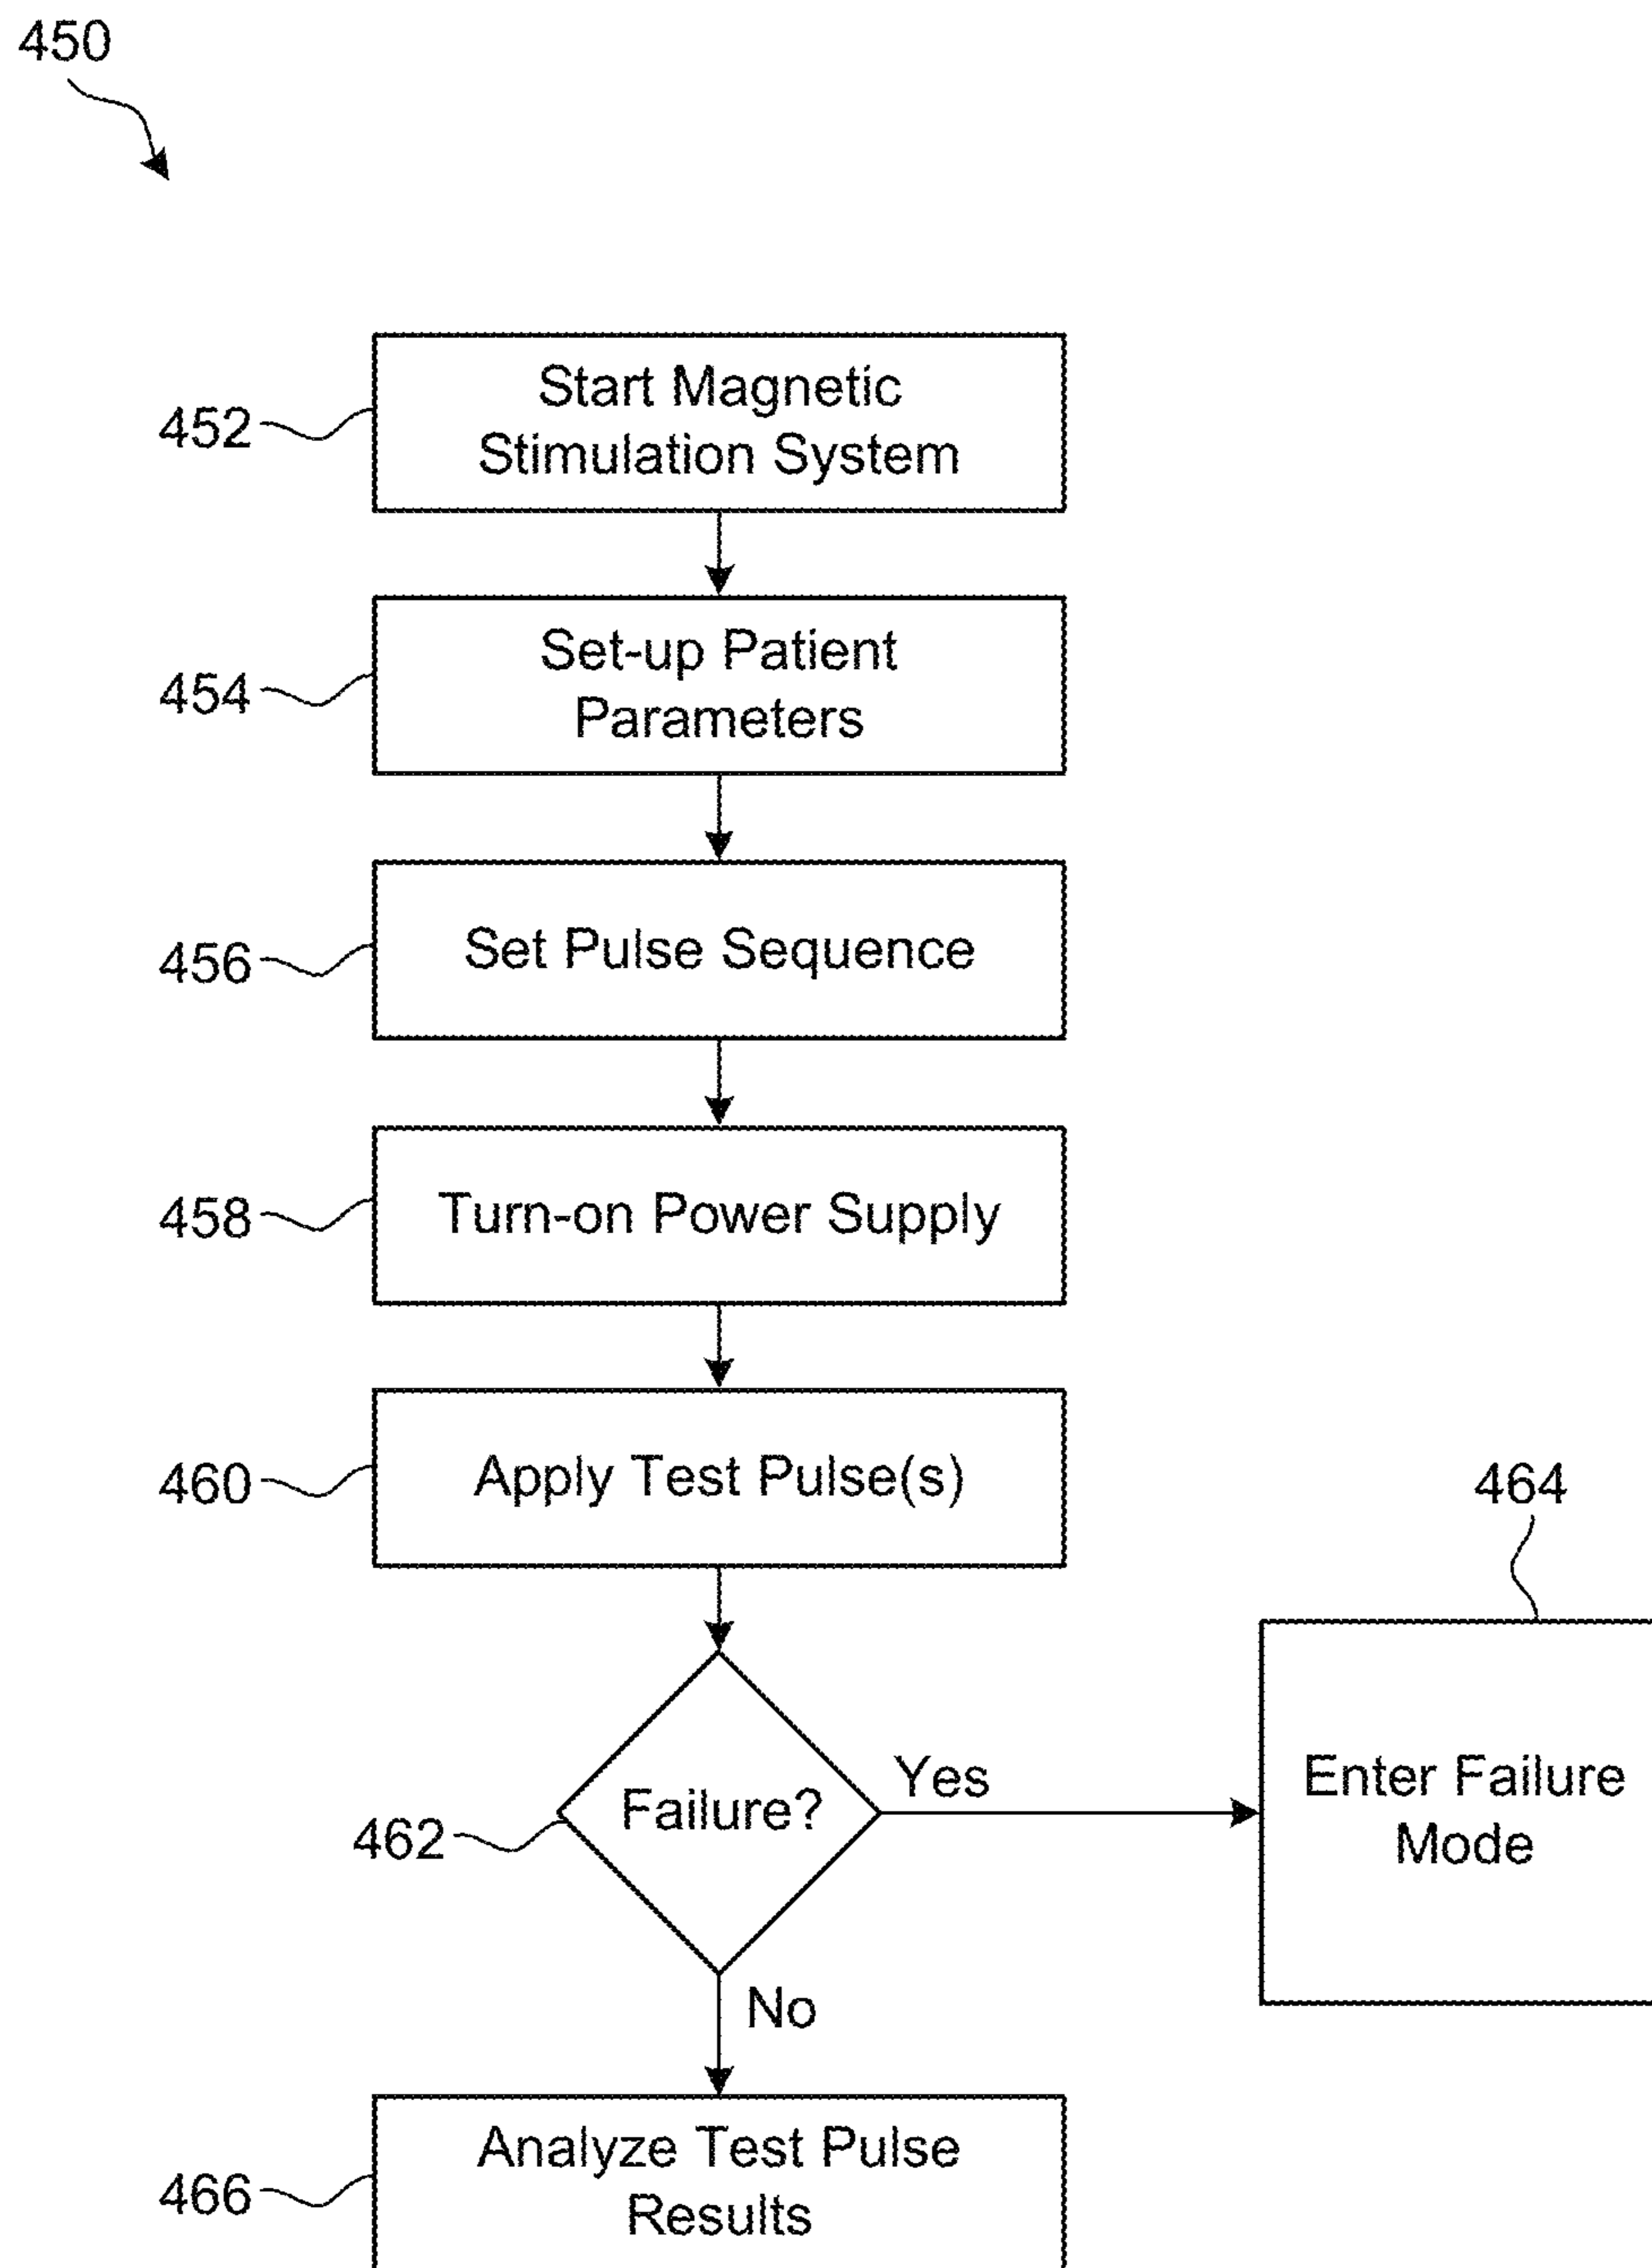 450
452
Start Magnetic
Stimulation System
454
Set-up Patient
Parameters
456
Set Pulse Sequence
458
Turn-on Power Supply
460
Apply Test Pulse(s)
464
462
Failure?
Yes
Enter Failure
Mode
No
466
Analyze Test Pulse
Results